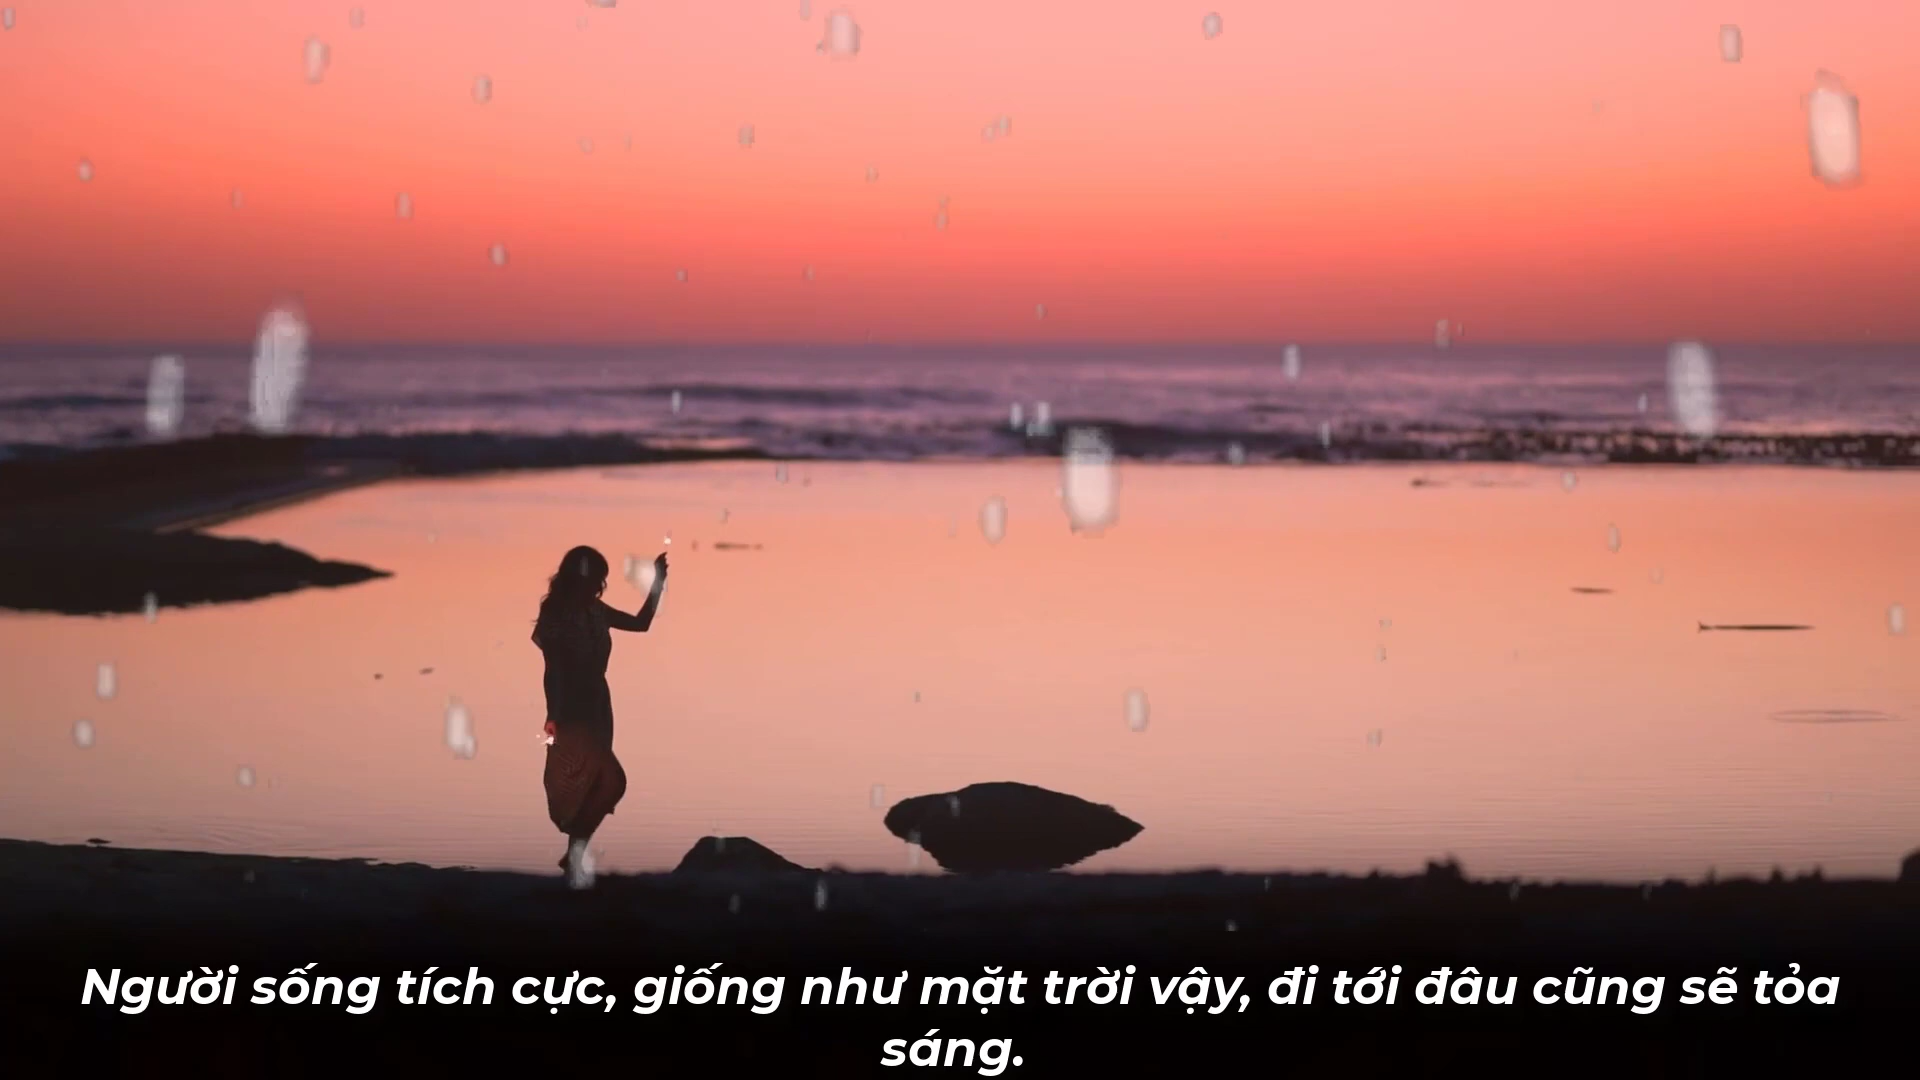 Người sống tích cực, giống như mặt trời vậy, đi tới đâu cũng sẽ tỏa
sáng.